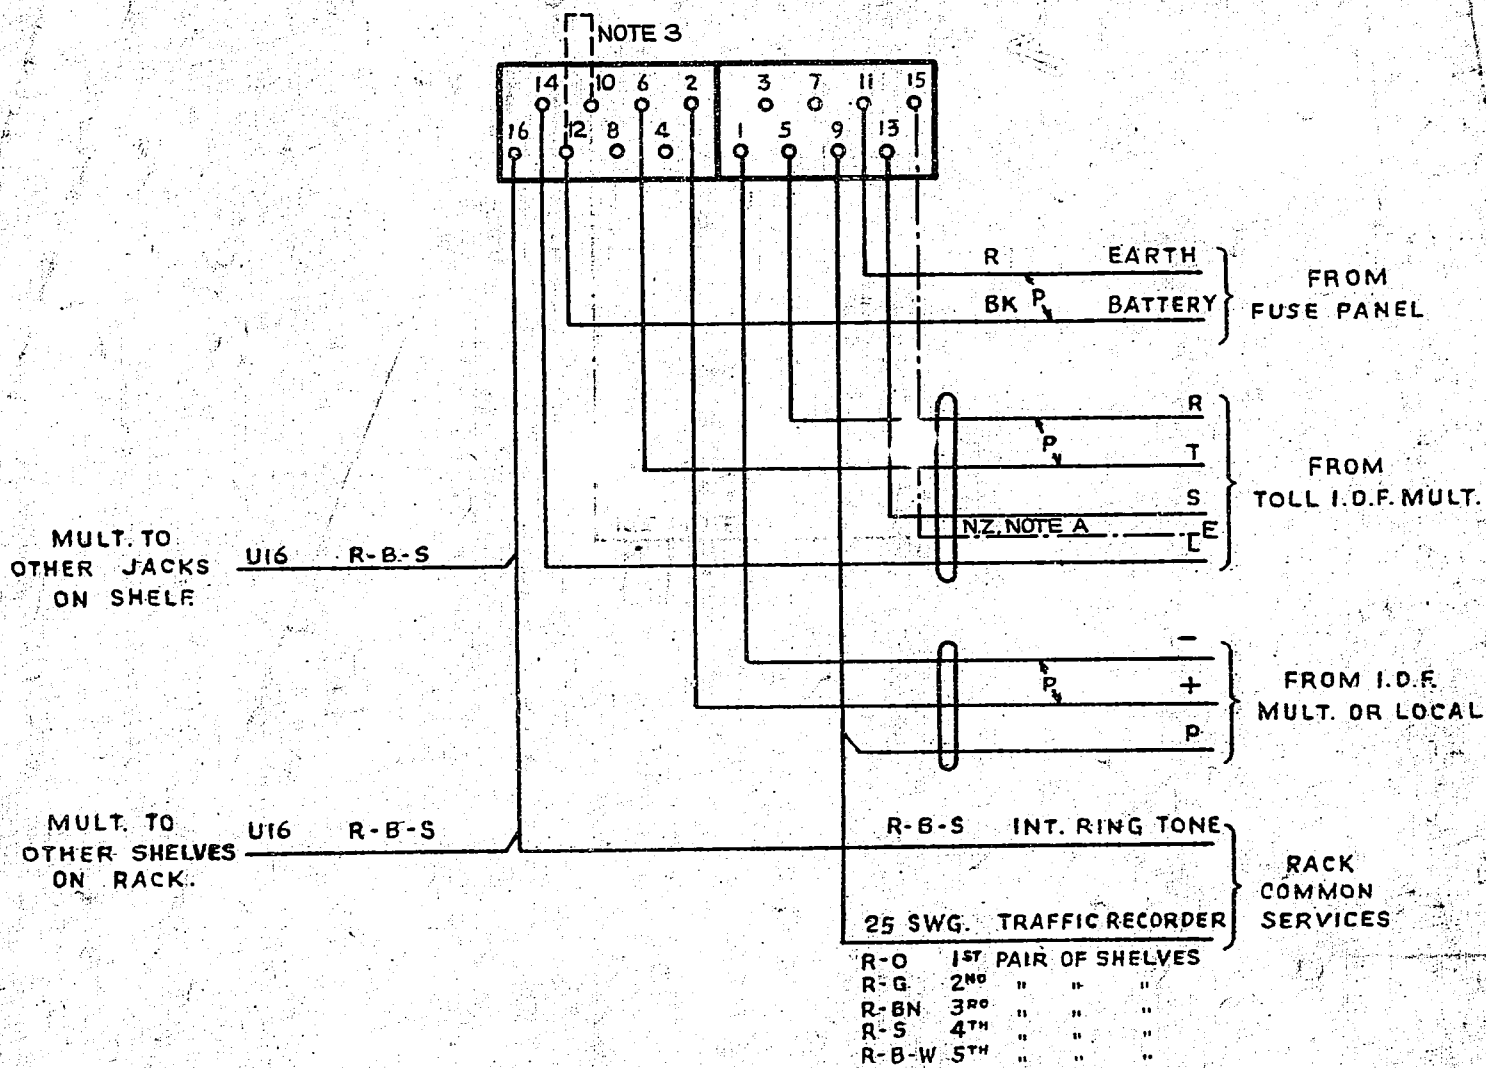 NOTE 3
14 10 6 2 3 7 11 15
16 12 8 4 1 5 9 13
R EARTH
BK P BATTERY
FROM
FUSE PANEL
R
P
T
S
N.Z. NOTE A E
L
FROM
TOLL I.D.F. MULT.
MULT. TO
OTHER JACKS
ON SHELF.
U16 R-B-S
-
P +
P
FROM I.D.F.
MULT. OR LOCAL
MULT. TO
OTHER SHELVES
ON RACK.
U16 R-B-S
R-B-S INT. RING TONE
25 SWG. TRAFFIC RECORDER
RACK
COMMON
SERVICES
R-O 1ST PAIR OF SHELVES
R-G 2ND " " "
R-BN 3RD " " "
R-S 4TH " " "
R-B-W 5TH " " "